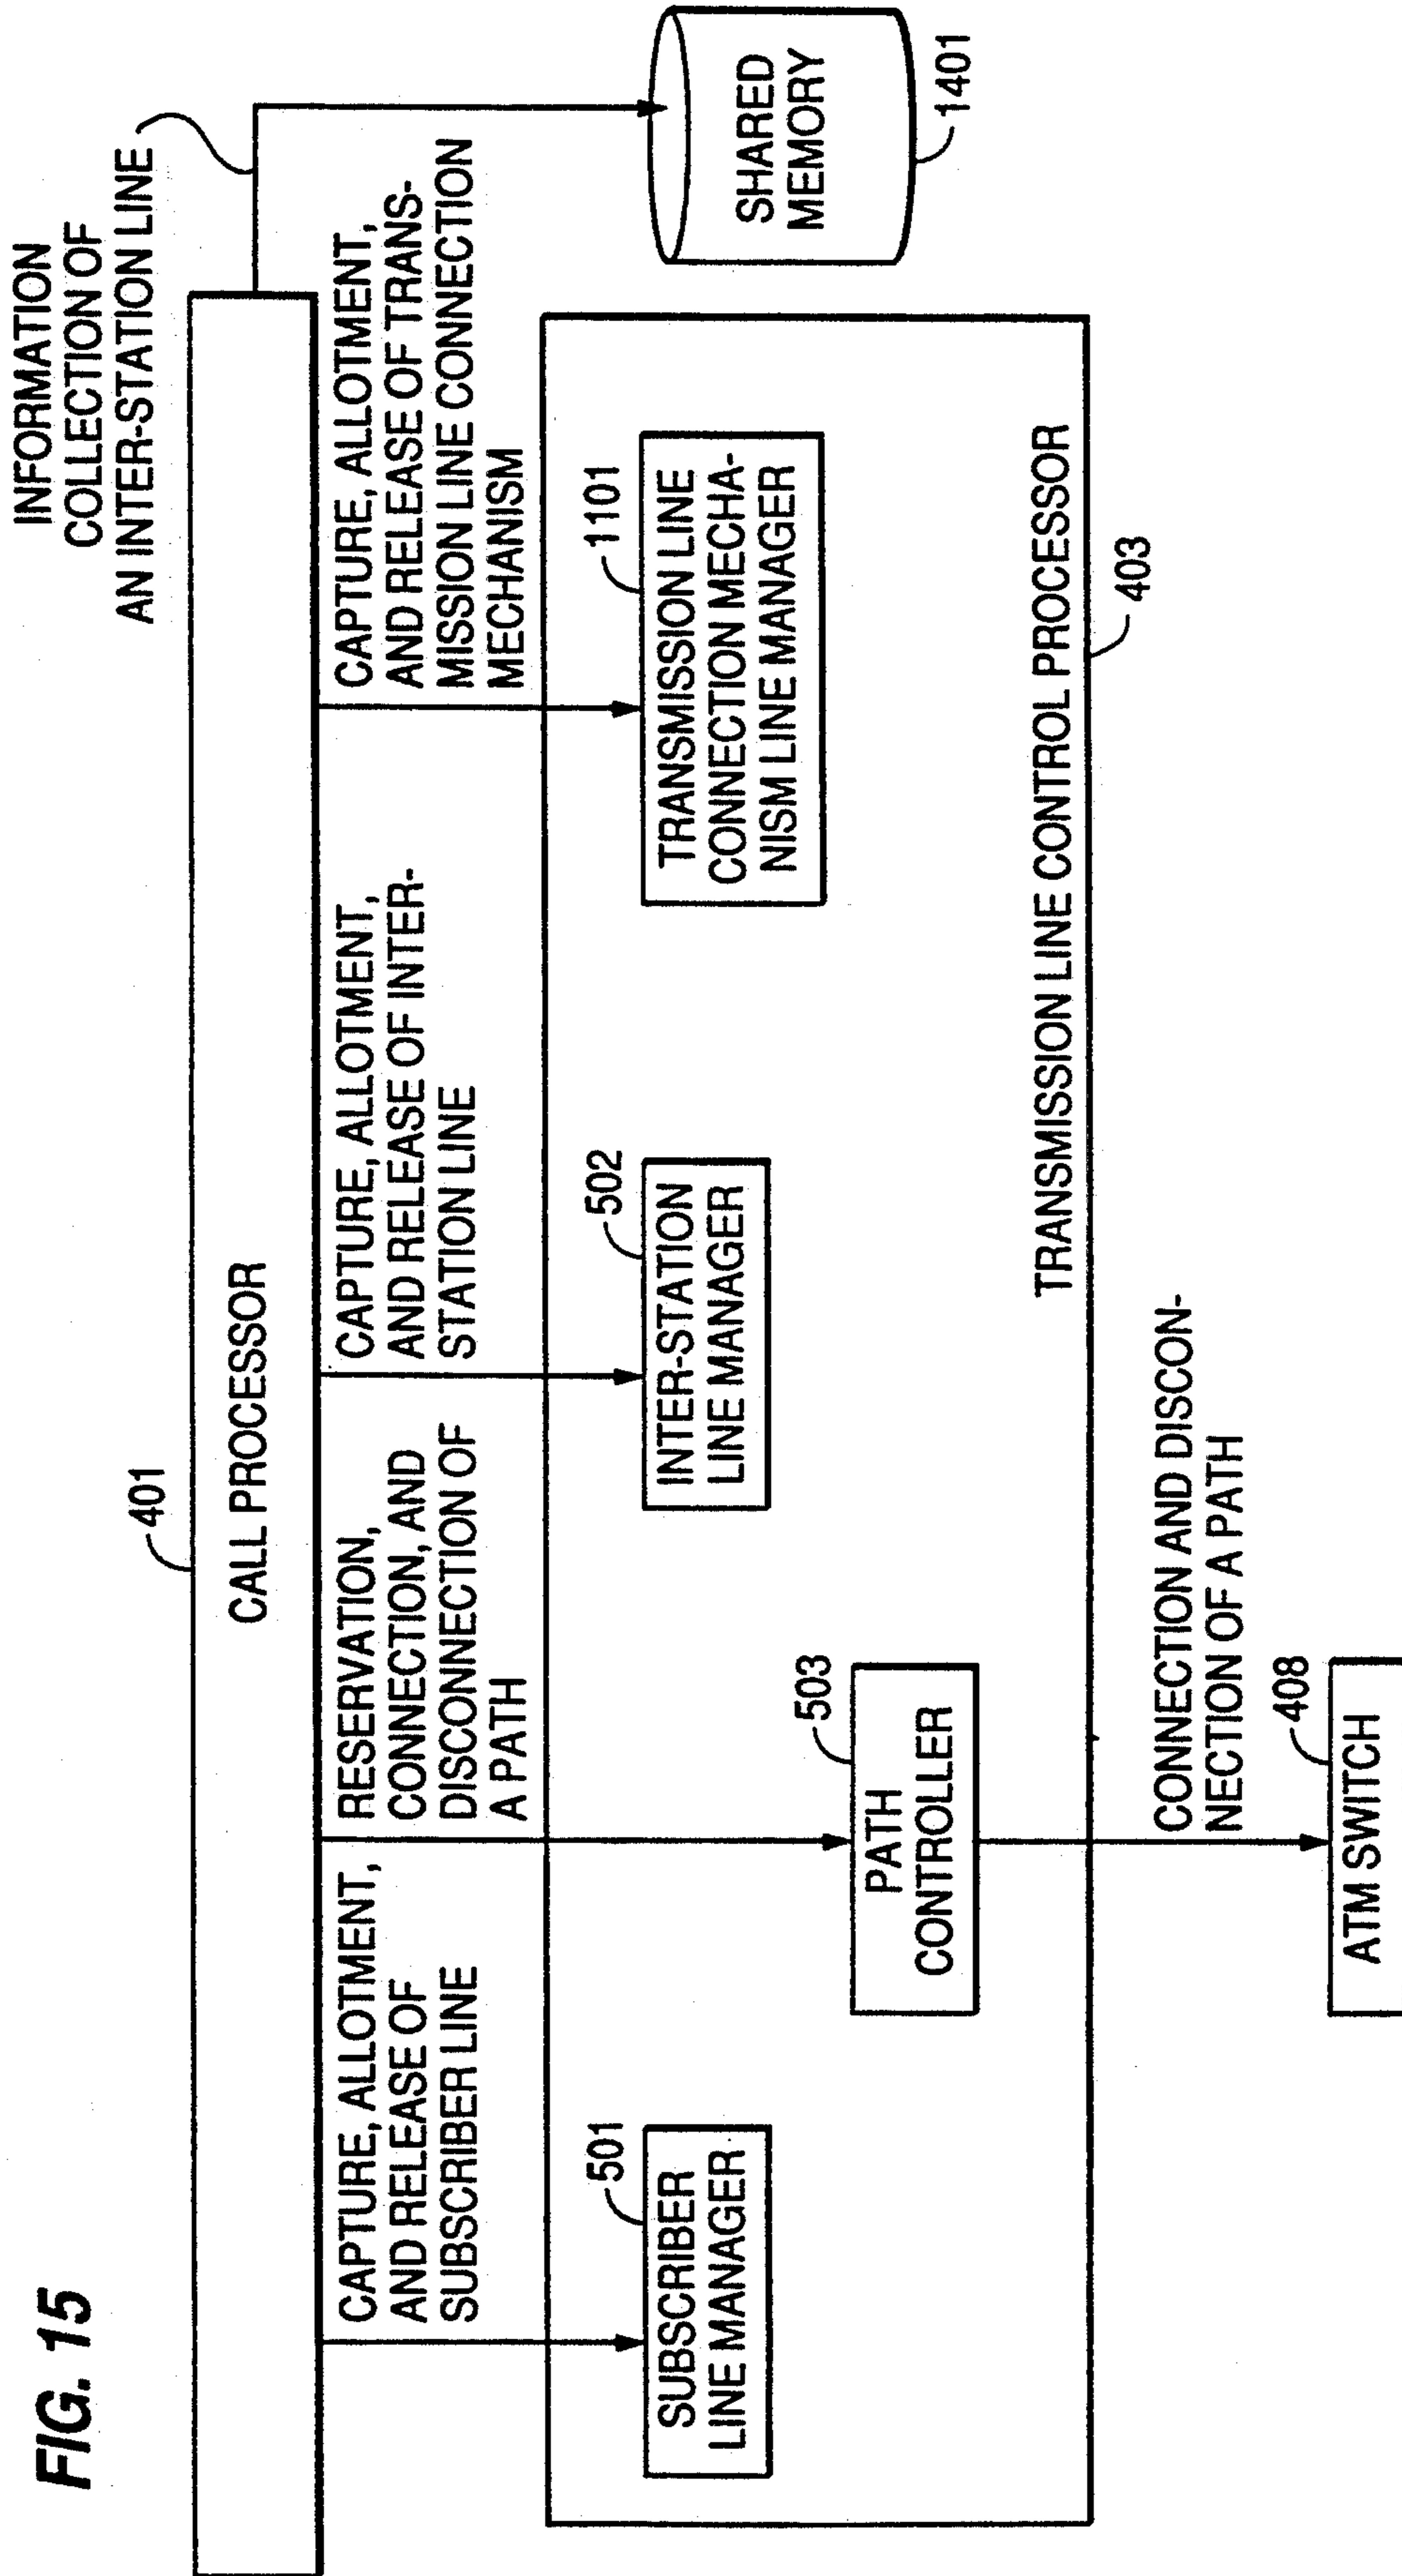 FIG. 15
INFORMATION
COLLECTION OF
AN INTER-STATION LINE
401
CALL PROCESSOR
CAPTURE, ALLOTMENT,
AND RELEASE OF
SUBSCRIBER LINE
RESERVATION,
CONNECTION, AND
DISCONNECTION OF
A PATH
CAPTURE, ALLOTMENT,
AND RELEASE OF INTER-
STATION LINE
CAPTURE, ALLOTMENT,
AND RELEASE OF TRANS-
MISSION LINE CONNECTION
MECHANISM
SHARED
MEMORY
1401
501
SUBSCRIBER
LINE MANAGER
503
PATH
CONTROLLER
502
INTER-STATION
LINE MANAGER
1101
TRANSMISSION LINE
CONNECTION MECHA-
NISM LINE MANAGER
TRANSMISSION LINE CONTROL PROCESSOR
403
CONNECTION AND DISCON-
NECTION OF A PATH
408
ATM SWITCH